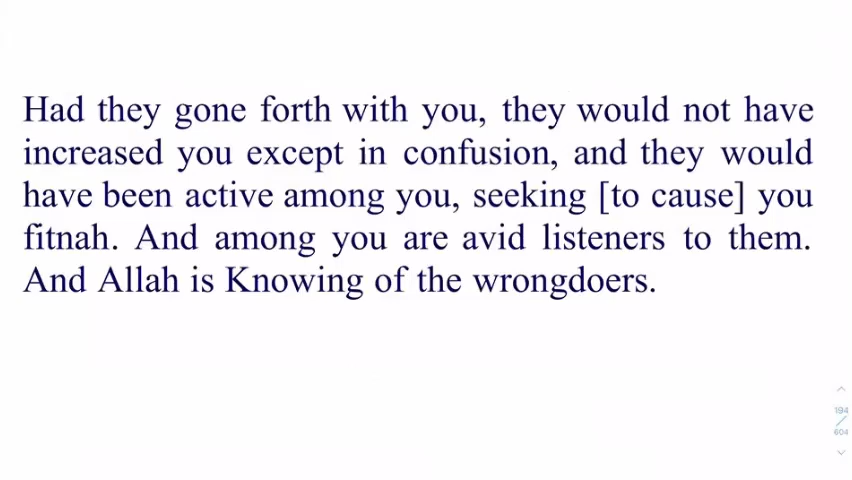 Had they gone forth with you, they would not have
increased you except in confusion, and they would
have been active among you, seeking [to cause] you
fitnah. And among you are avid listeners to them.
And Allah is Knowing of the wrongdoers.
194
604